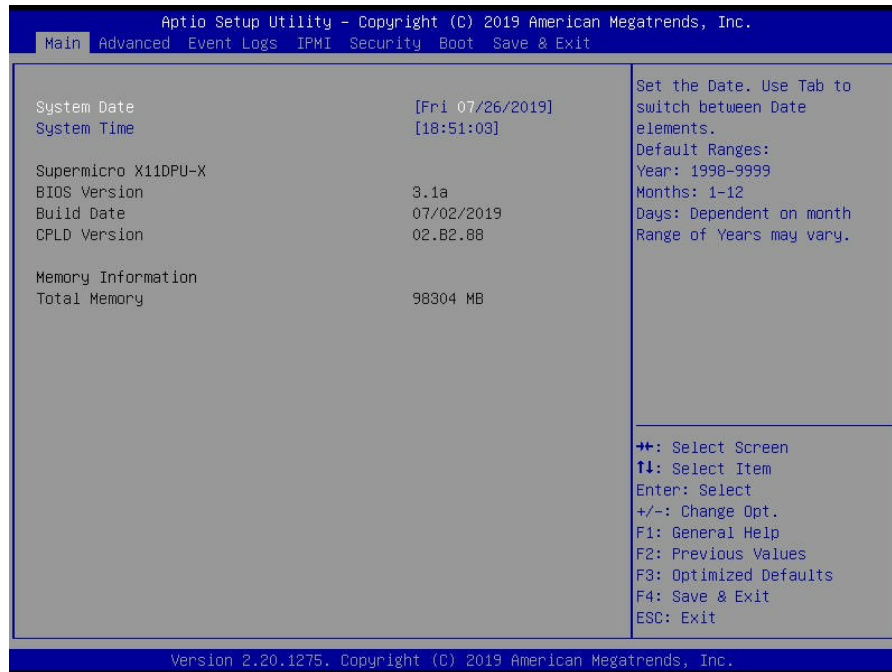 Aptio Setup Utility – Copyright (C) 2019 American Megatrends, Inc.
Main Advanced Event Logs IPMI Security Boot Save & Exit
System Date [Fri 07/26/2019]
System Time [18:51:03]
Supermicro X11DPU-X
BIOS Version 3.1a
Build Date 07/02/2019
CPLD Version 02.B2.88
Memory Information
Total Memory 98304 MB
Set the Date. Use Tab to
switch between Date
elements.
Default Ranges:
Year: 1998-9999
Months: 1-12
Days: Dependent on month
Range of Years may vary.
→←: Select Screen
↑↓: Select Item
Enter: Select
+/-: Change Opt.
F1: General Help
F2: Previous Values
F3: Optimized Defaults
F4: Save & Exit
ESC: Exit
Version 2.20.1275. Copyright (C) 2019 American Megatrends, Inc.